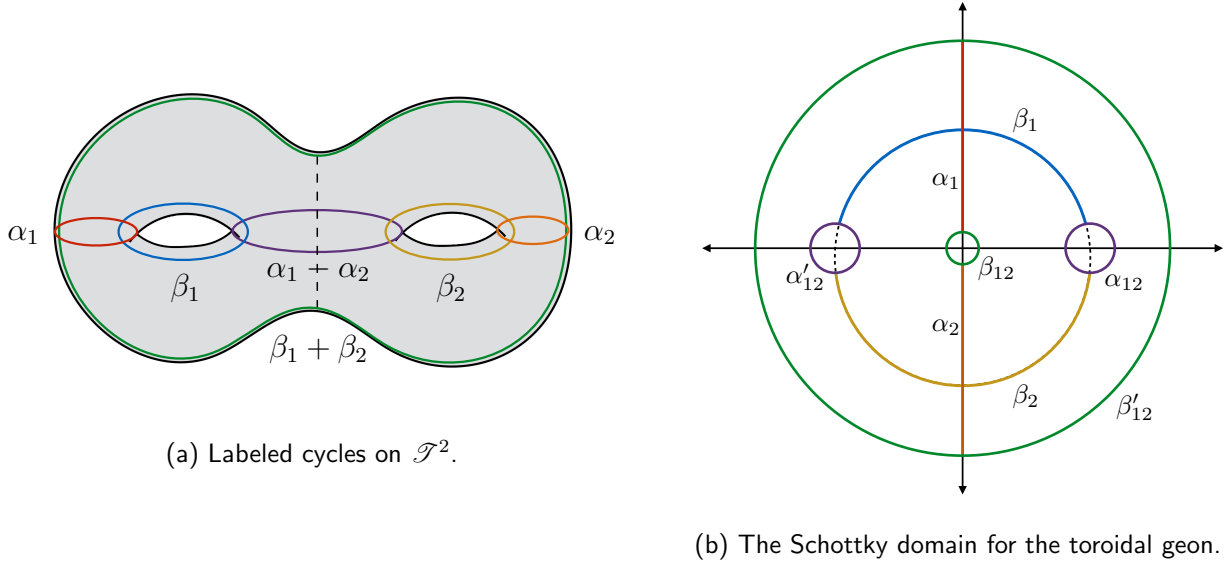 α₁
β₁
α₁ + α₂
β₂
α₂
β₁ + β₂
(a) Labeled cycles on 𝒯².
β₁
α₁
α′₁₂
β₁₂
α₁₂
α₂
β₂
β′₁₂
(b) The Schottky domain for the toroidal geon.